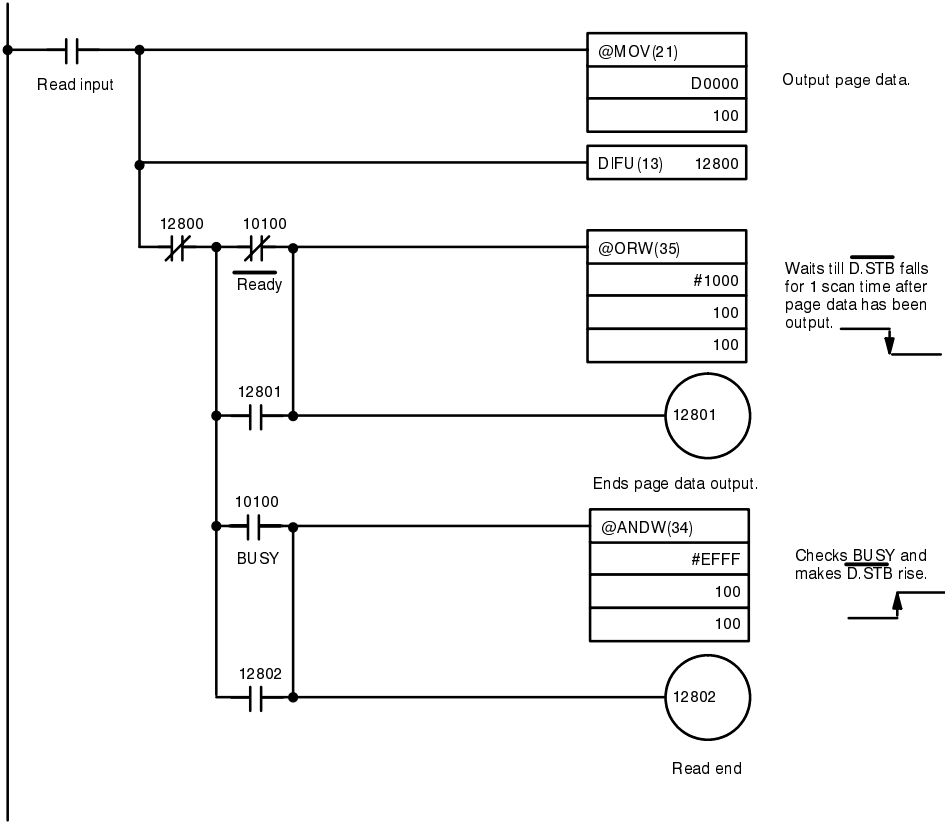 Read input
@MOV(21)
D0000
100
Output page data.
DIFU(13) 12800
12800
10100
Ready
@ORW(35)
#1000
100
100
Waits till D.STB falls
for 1 scan time after
page data has been
output.
12801
12801
Ends page data output.
10100
BUSY
@ANDW(34)
#EFFF
100
100
Checks BUSY and
makes D.STB rise.
12802
12802
Read end